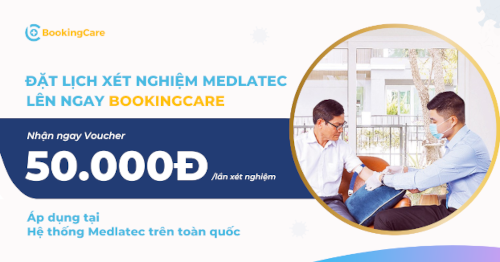 BookingCare
ĐẶT LỊCH XÉT NGHIỆM MEDLATEC
LÊN NGAY BOOKINGCARE
Nhận ngay Voucher
50.000Đ /lần xét nghiệm
Áp dụng tại
Hệ thống Medlatec trên toàn quốc